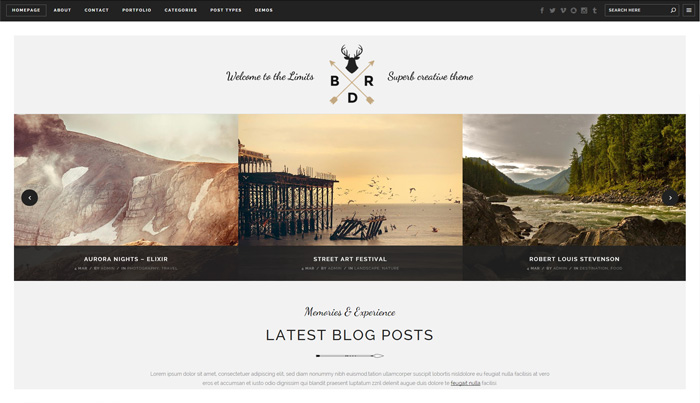 HOMEPAGE ABOUT CONTACT PORTFOLIO CATEGORIES POST TYPES DEMOS SEARCH HERE
Welcome to the Limits
B R
D
Superb creative theme
AURORA NIGHTS – ELIXIR
4 MAR / BY ADMIN / IN PHOTOGRAPHY, TRAVEL
STREET ART FESTIVAL
4 MAR / BY ADMIN / IN LANDSCAPE, NATURE
ROBERT LOUIS STEVENSON
4 MAR / BY ADMIN / IN DESTINATION, FOOD
Memories & Experience
LATEST BLOG POSTS
Lorem ipsum dolor sit amet, consectetuer adipiscing elit, sed diam nonummy nibh euismod.tation ullamcorper suscipit lobortis nisldolore eu feugiat nulla facilisis at vero
eros et accumsan et iusto odio dignissim qui blandit praesent luptatum zzril delenit augue duis dolore te feugait nulla facilisi.